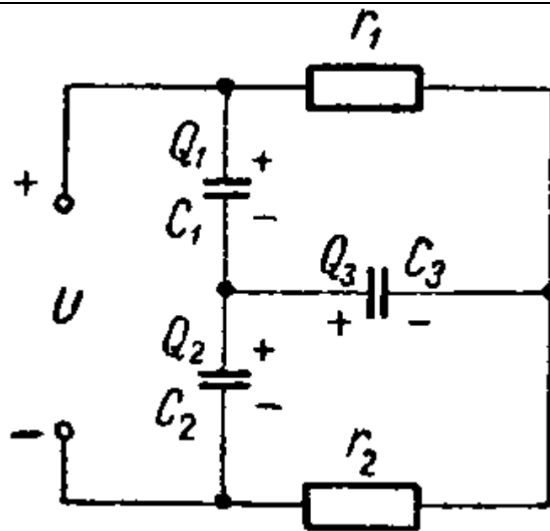 r₁
Q₁ +
+
C₁ -
Q₃ C₃
U
+ -
Q₂ +
C₂ -
-
r₂